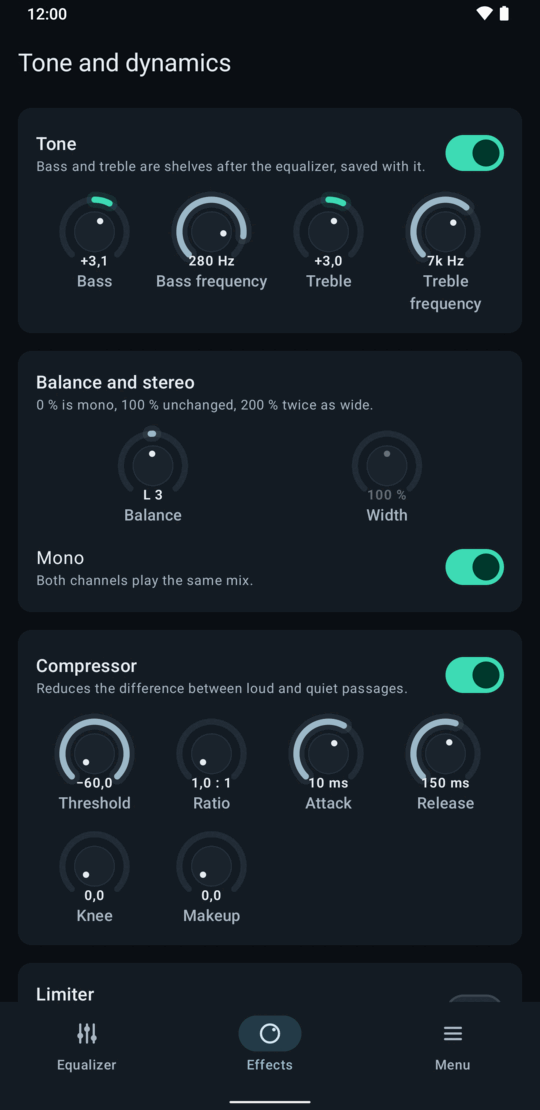 12:00
Tone and dynamics
Tone
Bass and treble are shelves after the equalizer, saved with it.
+3,1
280 Hz
+3,0
7k Hz
Bass
Bass frequency
Treble
Treble
frequency
Balance and stereo
0 % is mono, 100 % unchanged, 200 % twice as wide.
L 3
100 %
Balance
Width
Mono
Both channels play the same mix.
Compressor
Reduces the difference between loud and quiet passages.
−60,0
1,0 : 1
10 ms
150 ms
Threshold
Ratio
Attack
Release
0,0
0,0
Knee
Makeup
Limiter
Equalizer
Effects
Menu